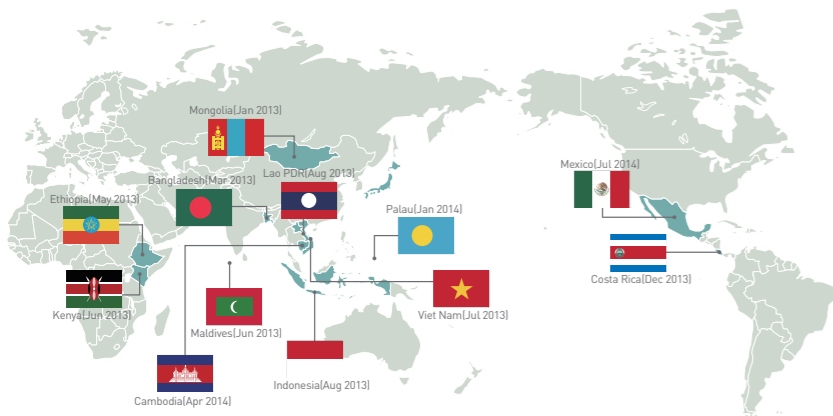 Mongolia(Jan 2013)
Lao PDR(Aug 2013)
Bangladesh(Mar 2013)
Ethiopia(May 2013)
Mexico(Jul 2014)
Palau(Jan 2014)
Costa Rica(Dec 2013)
Kenya(Jun 2013)
Viet Nam(Jul 2013)
Maldives(Jun 2013)
Indonesia(Aug 2013)
Cambodia(Apr 2014)